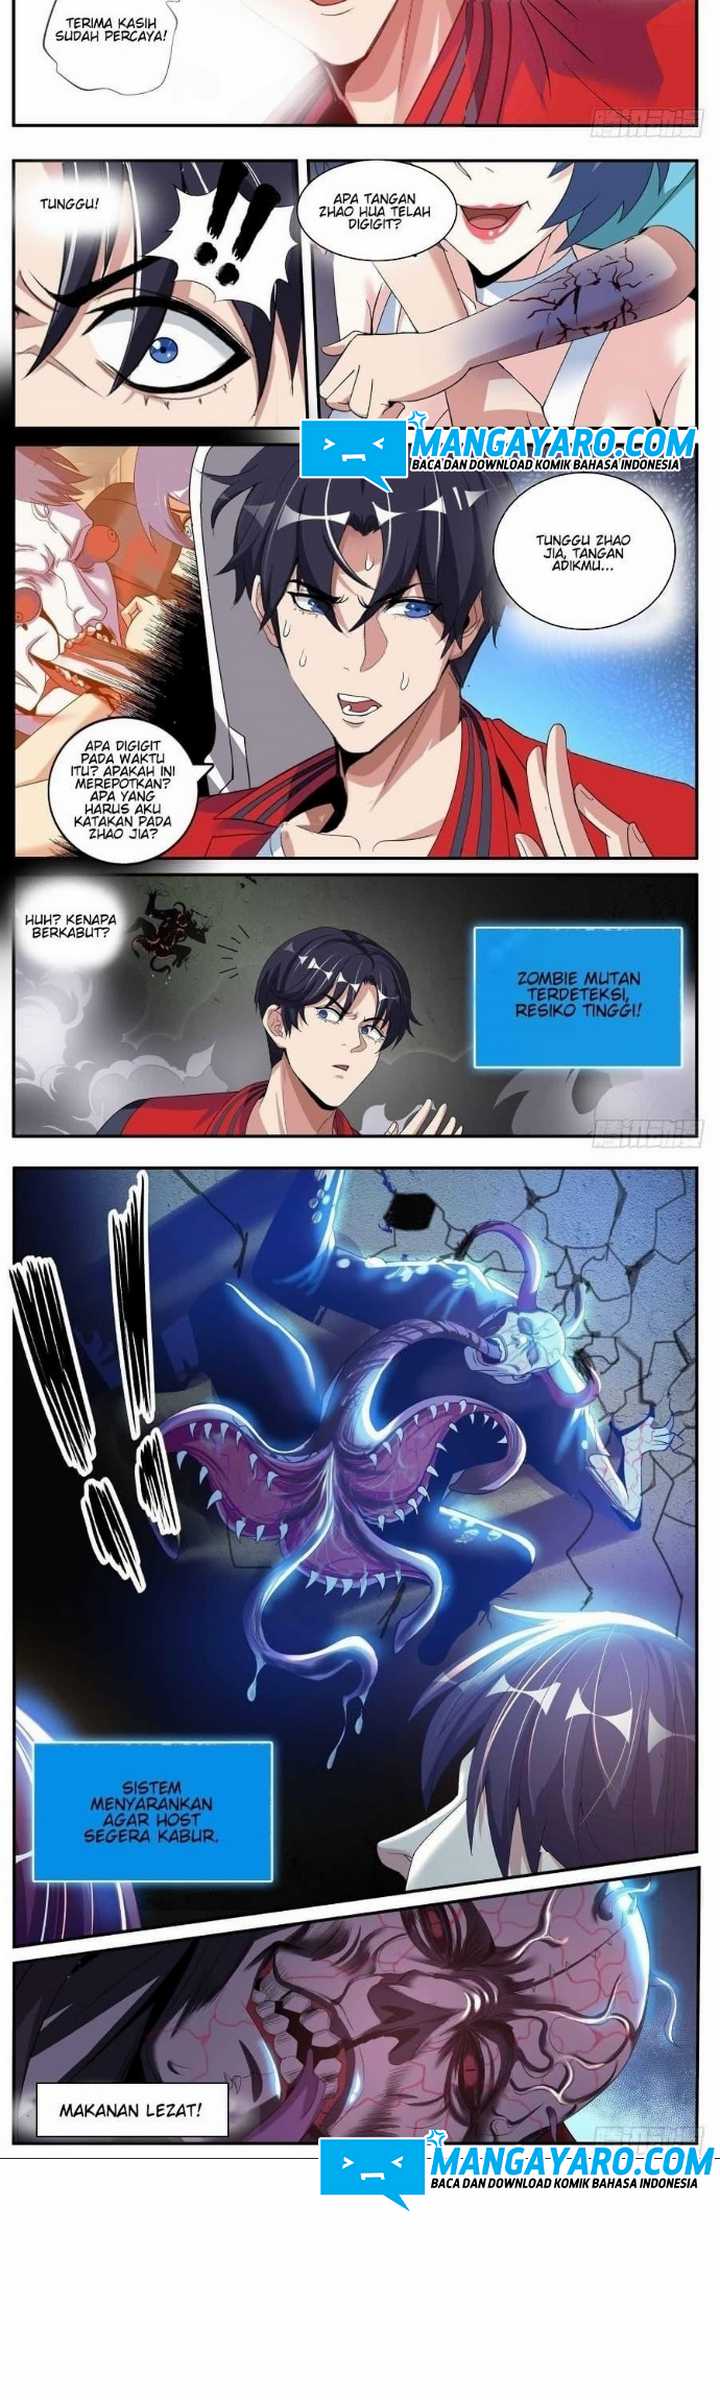 TERIMA KASIH
SUDAH PERCAYA!
TUNGGU!
!!
APA TANGAN
ZHAO HUA TELAH
DIGIGIT?
MANGAYARO.COM
BACA DAN DOWNLOAD KOMIK BAHASA INDONESIA
TUNGGU ZHAO
JIA, TANGAN
ADIKMU...
APA DIGIGIT
PADA WAKTU
ITU? APAKAH INI
MEREPOTKAN?
APA YANG
HARUS AKU
KATAKAN PADA
ZHAO JIA?
HUH? KENAPA
BERKABUT?
ZOMBIE MUTAN
TERDETEKSI,
RESIKO TINGGI!
!!
SISTEM
MENYARANKAN
AGAR HOST
SEGERA KABUR.
MAKANAN LEZAT!
MANGAYARO.COM
BACA DAN DOWNLOAD KOMIK BAHASA INDONESIA